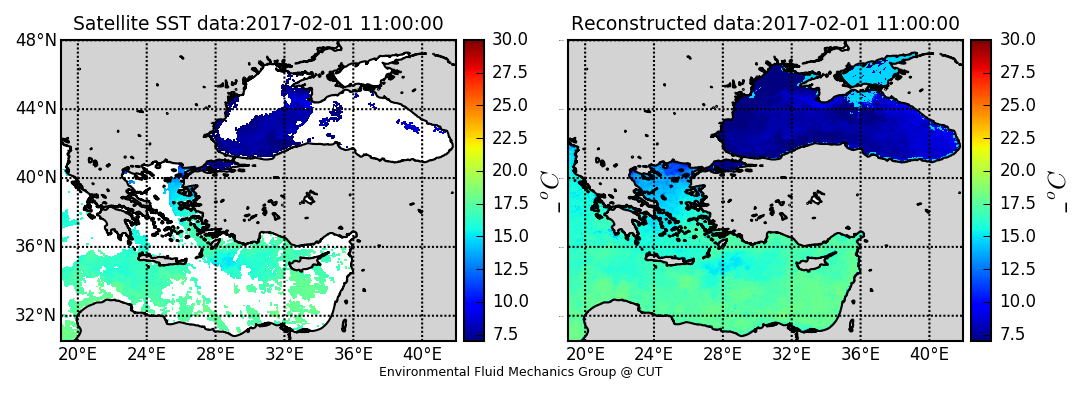 Satellite SST data:2017-02-01 11:00:00
48°N
44°N
40°N
36°N
32°N
20°E 24°E 28°E 32°E 36°E 40°E
30.0
27.5
25.0
22.5
20.0
17.5
15.0
12.5
10.0
7.5
_°C
Reconstructed data:2017-02-01 11:00:00
20°E 24°E 28°E 32°E 36°E 40°E
30.0
27.5
25.0
22.5
20.0
17.5
15.0
12.5
10.0
7.5
_°C
Environmental Fluid Mechanics Group @ CUT